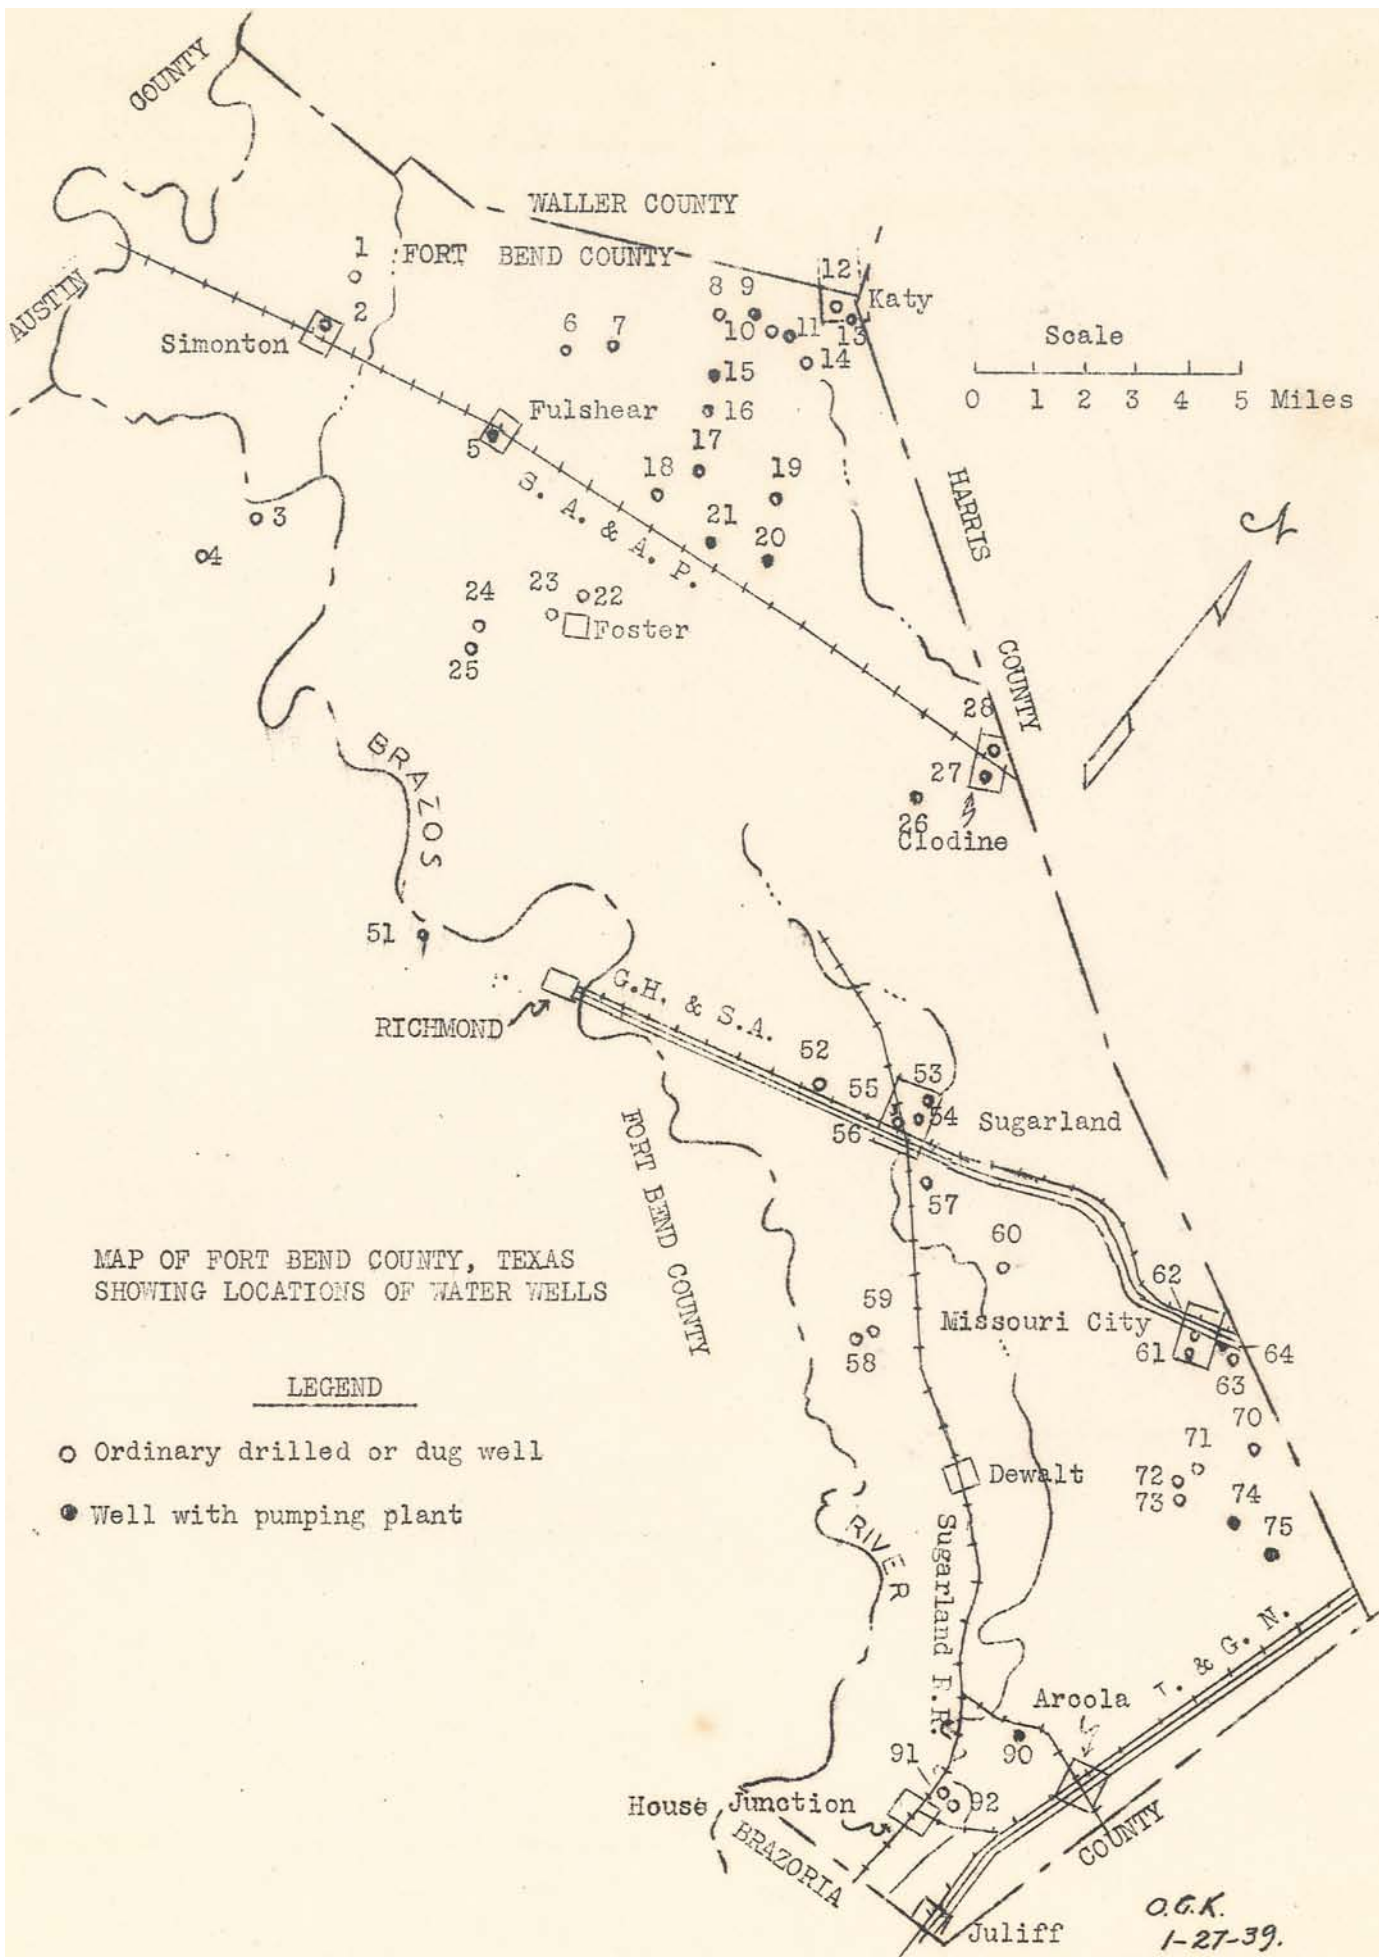 COUNTY
WALLER COUNTY
1
FORT BEND COUNTY
12
AUSTIN
2
8 9
Katy
Simonton
6 7
10
11
13
14
Scale
0 1 2 3 4 5 Miles
15
Fulshear
16
5
17
18
19
S. A. & A. P.
HARRIS
3
21
20
N
4
24
23
22
Foster
25
COUNTY
28
BRAZOS
27
26
Clodine
51
G.H. & S.A.
RICHMOND
52
55
53
54
Sugarland
56
FORT BEND COUNTY
57
60
MAP OF FORT BEND COUNTY, TEXAS
SHOWING LOCATIONS OF WATER WELLS
62
59
Missouri City
58
61
64
63
LEGEND
70
Ordinary drilled or dug well
71
Dewalt
72
73
74
Well with pumping plant
75
RIVER
Sugarland F.R.
T. & G. N.
Arcola
91
90
House Junction
92
BRAZORIA
COUNTY
O.G.K.
Juliff
1-27-39.